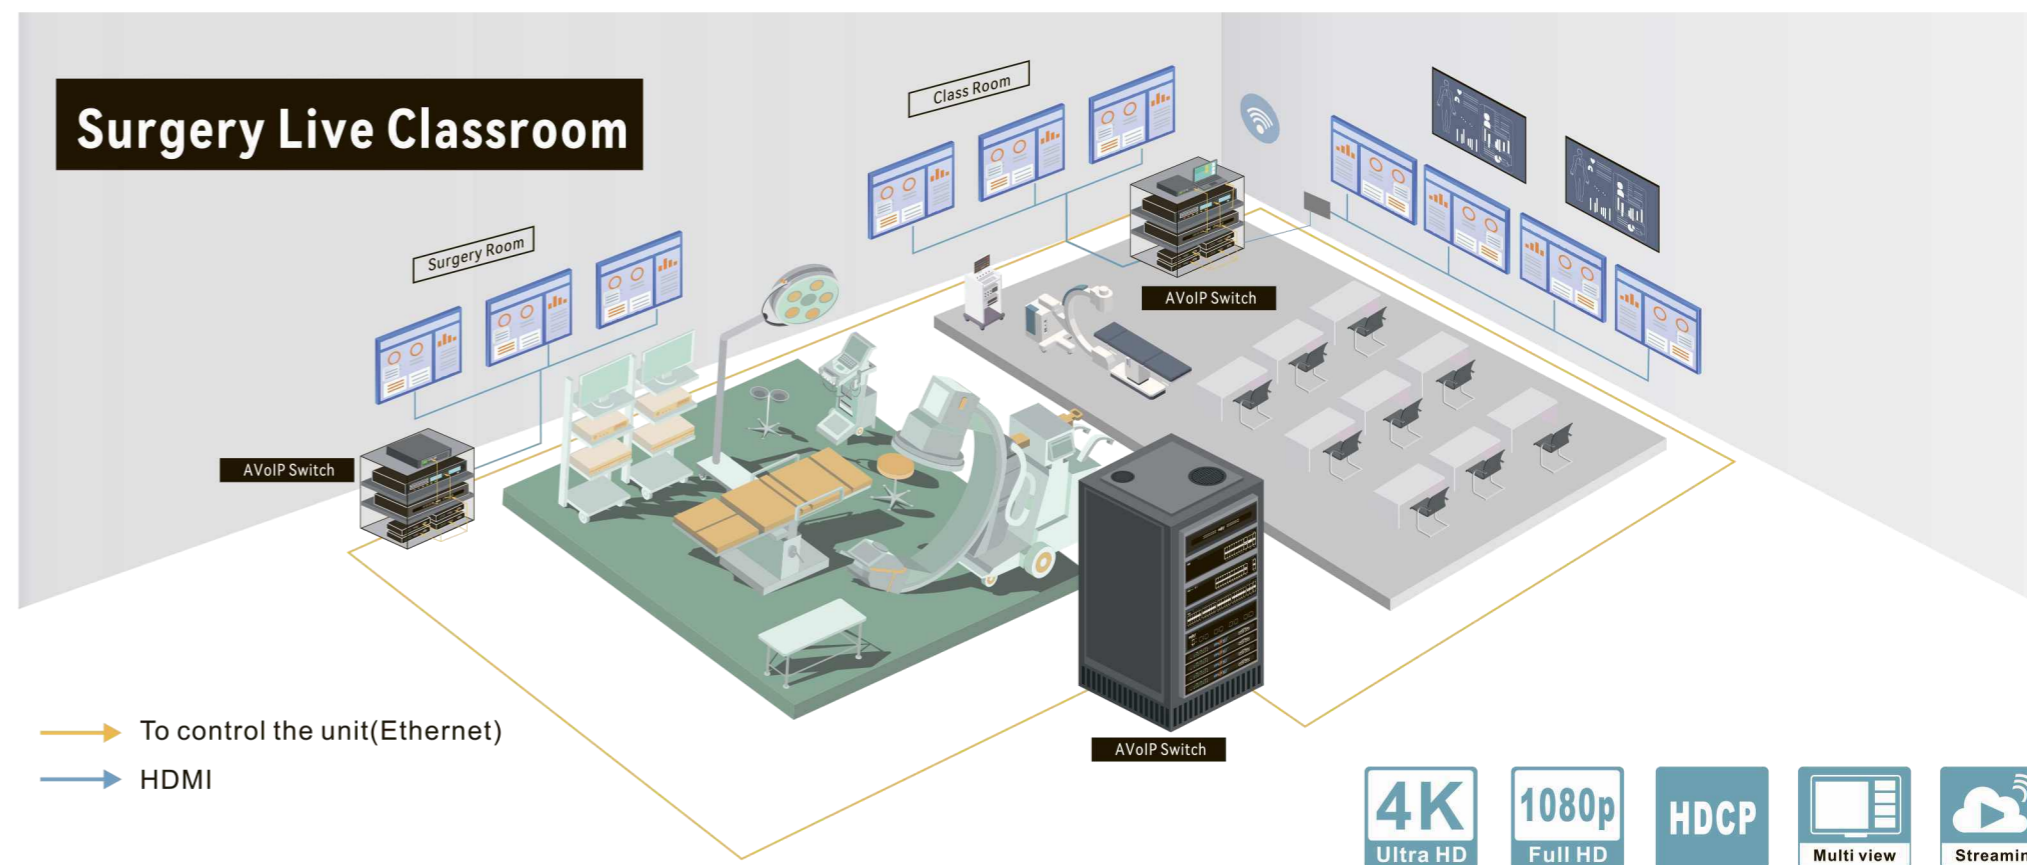 Surgery Live Classroom
Class Room
Surgery Room
AVoIP Switch
AVoIP Switch
AVoIP Switch
To control the unit(Ethernet)
HDMI
4K
Ultra HD
1080p
Full HD
HDCP
Multi view
Streamin